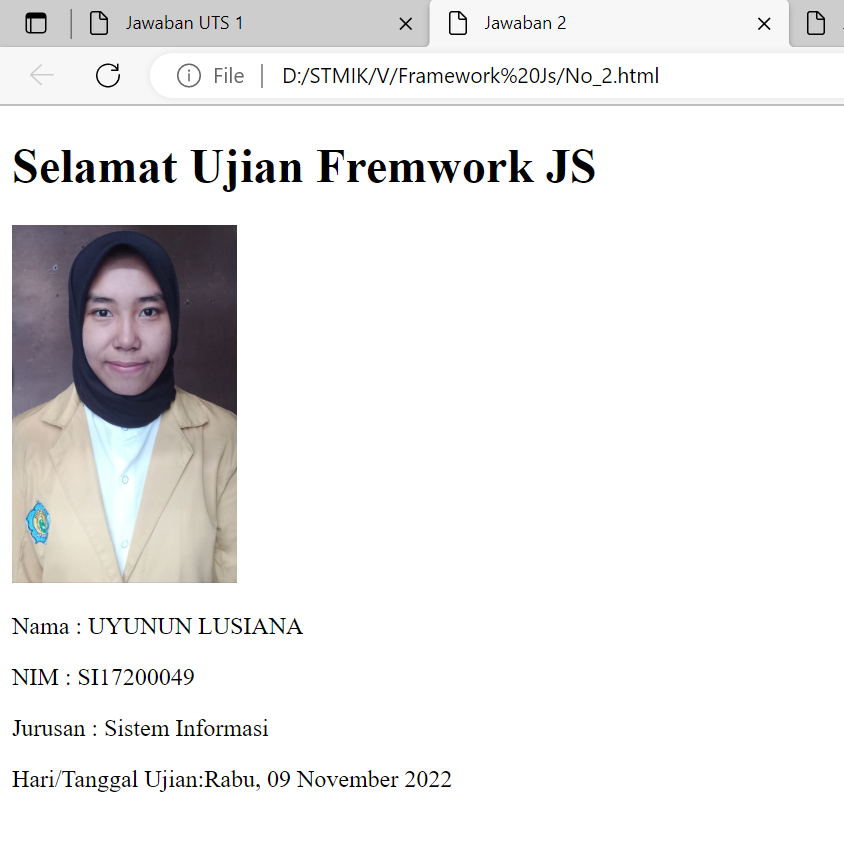 Jawaban UTS 1
Jawaban 2
File
D:/STMIK/V/Framework%20Js/No_2.html
Selamat Ujian Fremwork JS
Nama : UYUNUN LUSIANA
NIM : SI17200049
Jurusan : Sistem Informasi
Hari/Tanggal Ujian:Rabu, 09 November 2022